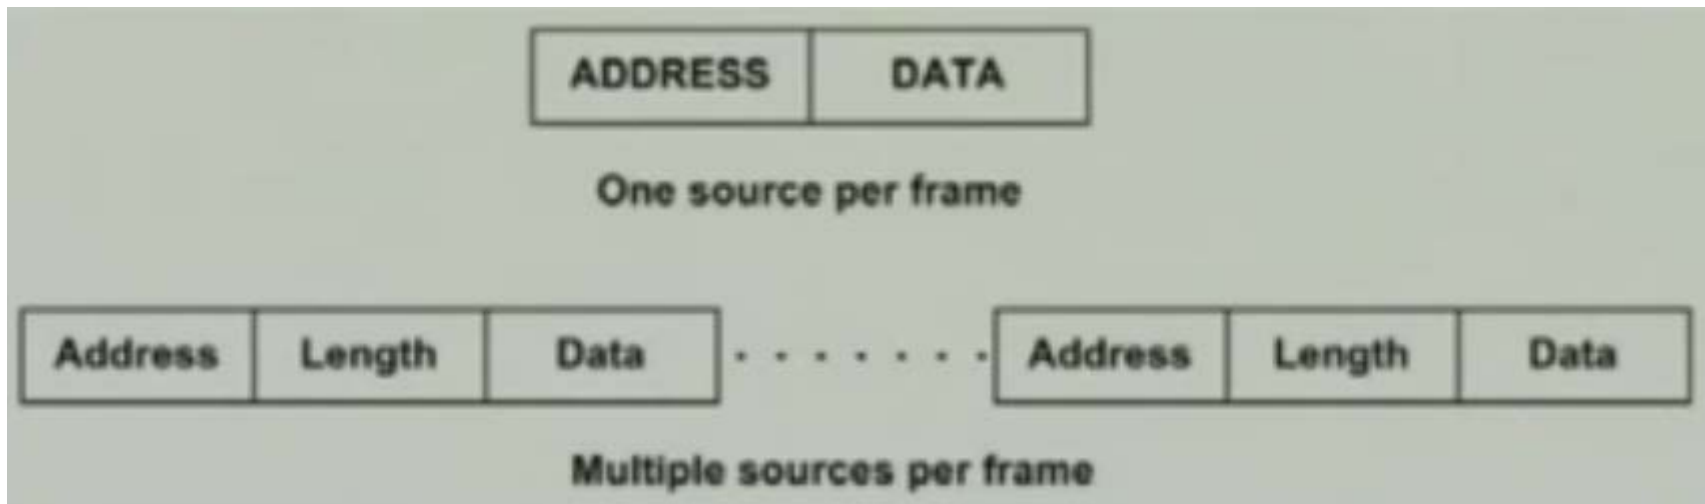 ADDRESS DATA
One source per frame
Address Length Data . . . . . . . Address Length Data
Multiple sources per frame